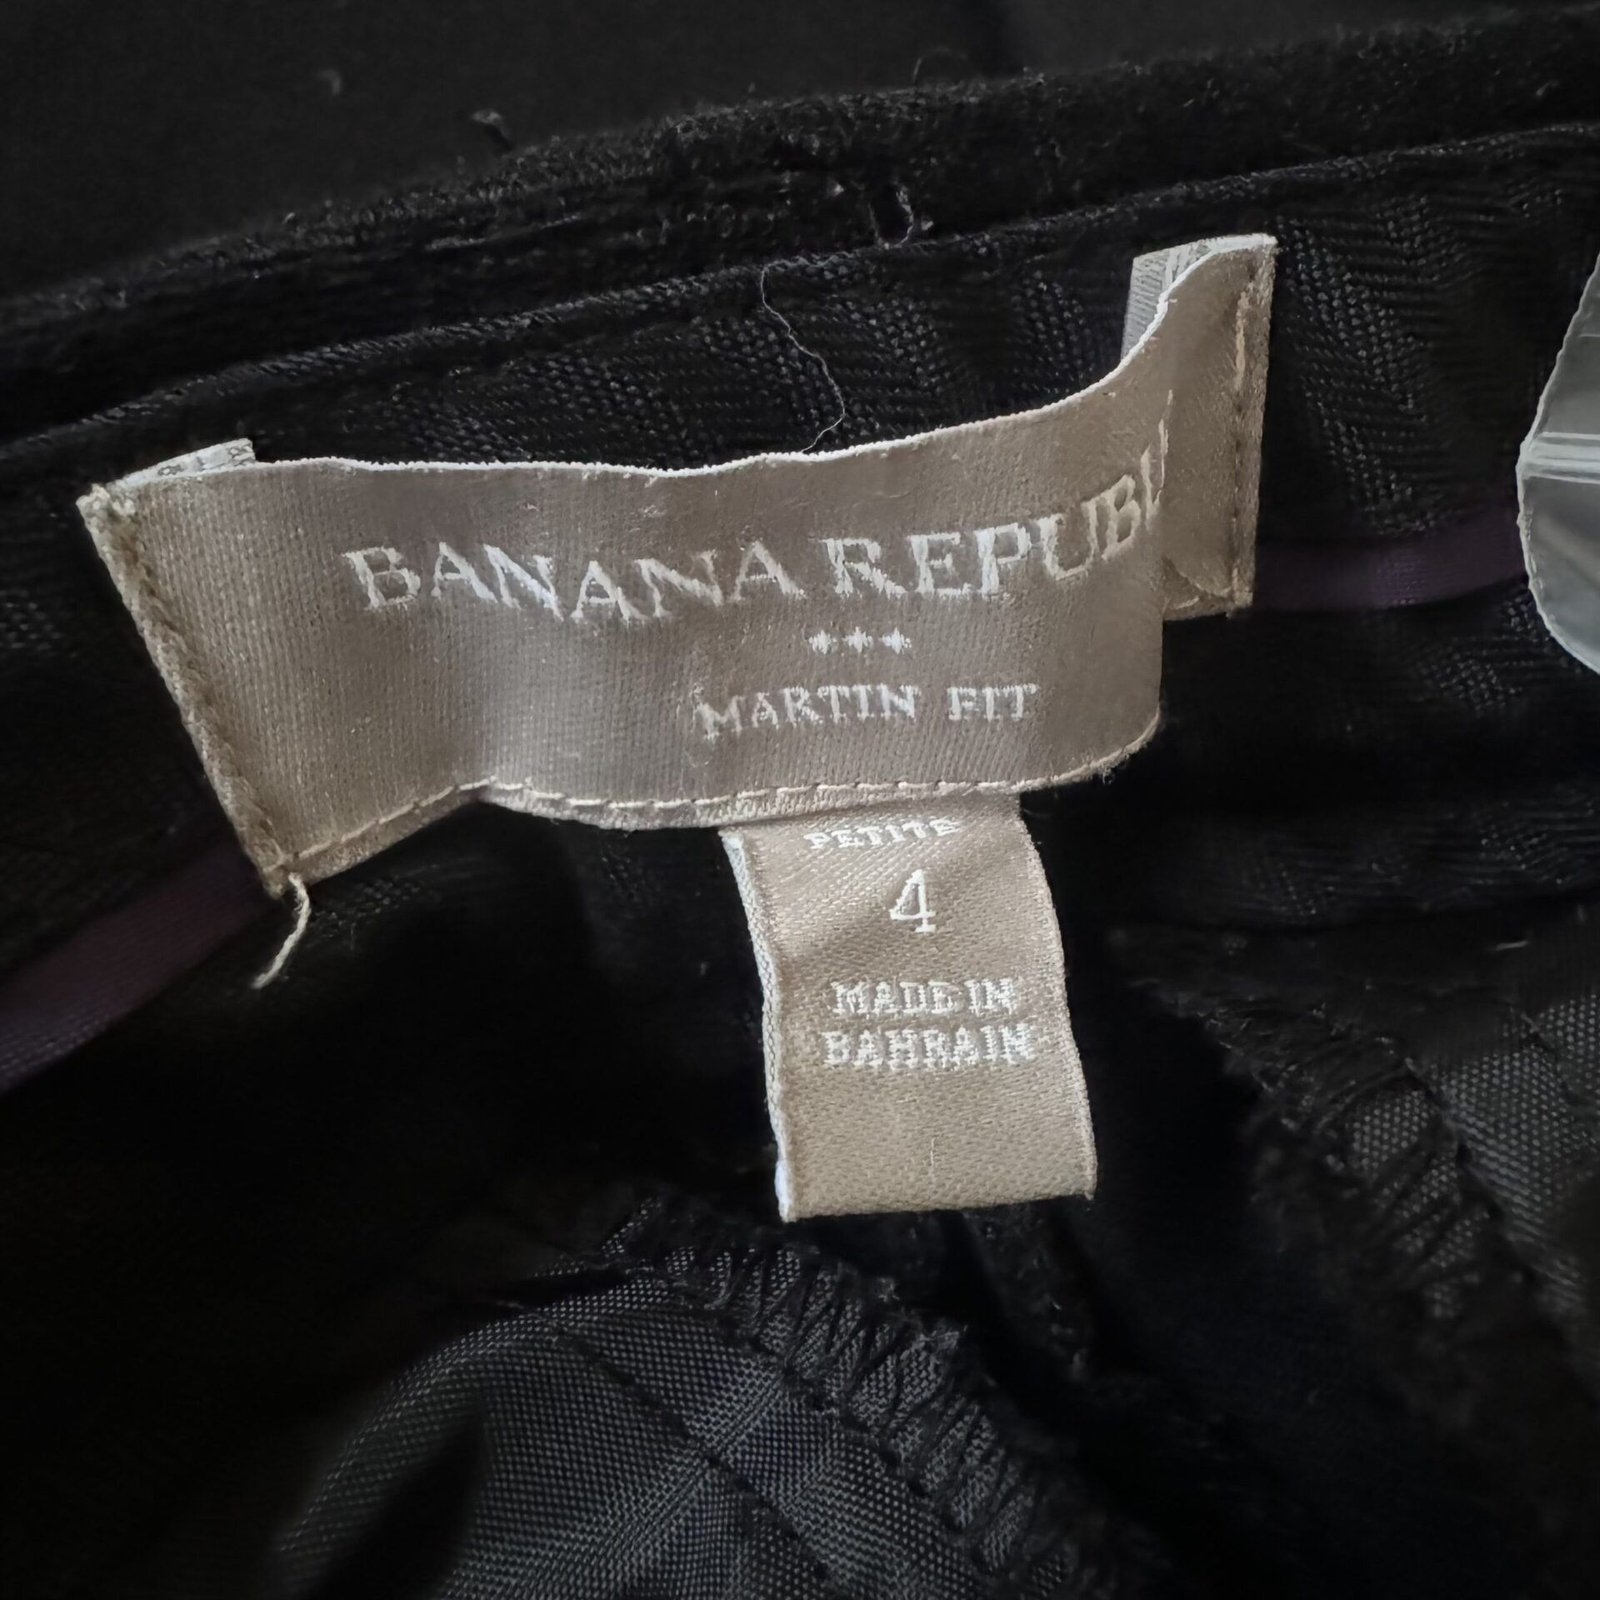 BANANA REPUBL
MARTIN FIT
PETITE
4
MADE IN
BAHRAIN